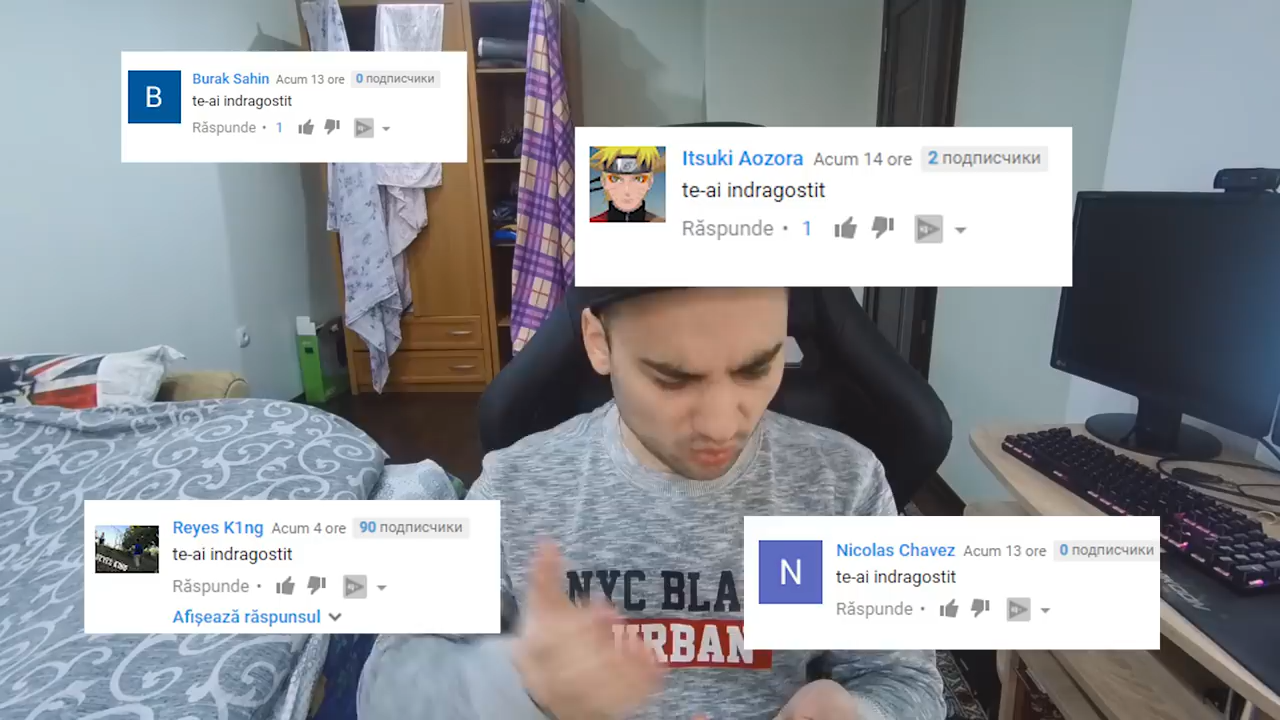 B
Burak Sahin Acum 13 ore 0 подписчики
te-ai indragostit
Răspunde • 1
Itsuki Aozora Acum 14 ore 2 подписчики
te-ai indragostit
Răspunde • 1
Reyes K1ng Acum 4 ore 90 подписчики
te-ai indragostit
Răspunde •
Afișează răspunsul
N
Nicolas Chavez Acum 13 ore 0 подписчики
te-ai indragostit
Răspunde •
NYC BLA
URBAN